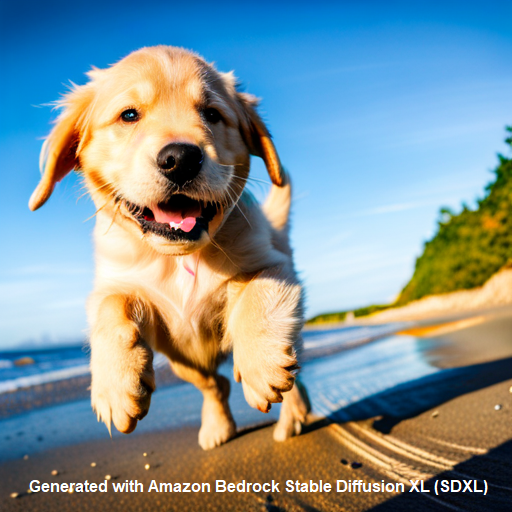 Generated with Amazon Bedrock Stable Diffusion XL (SDXL)